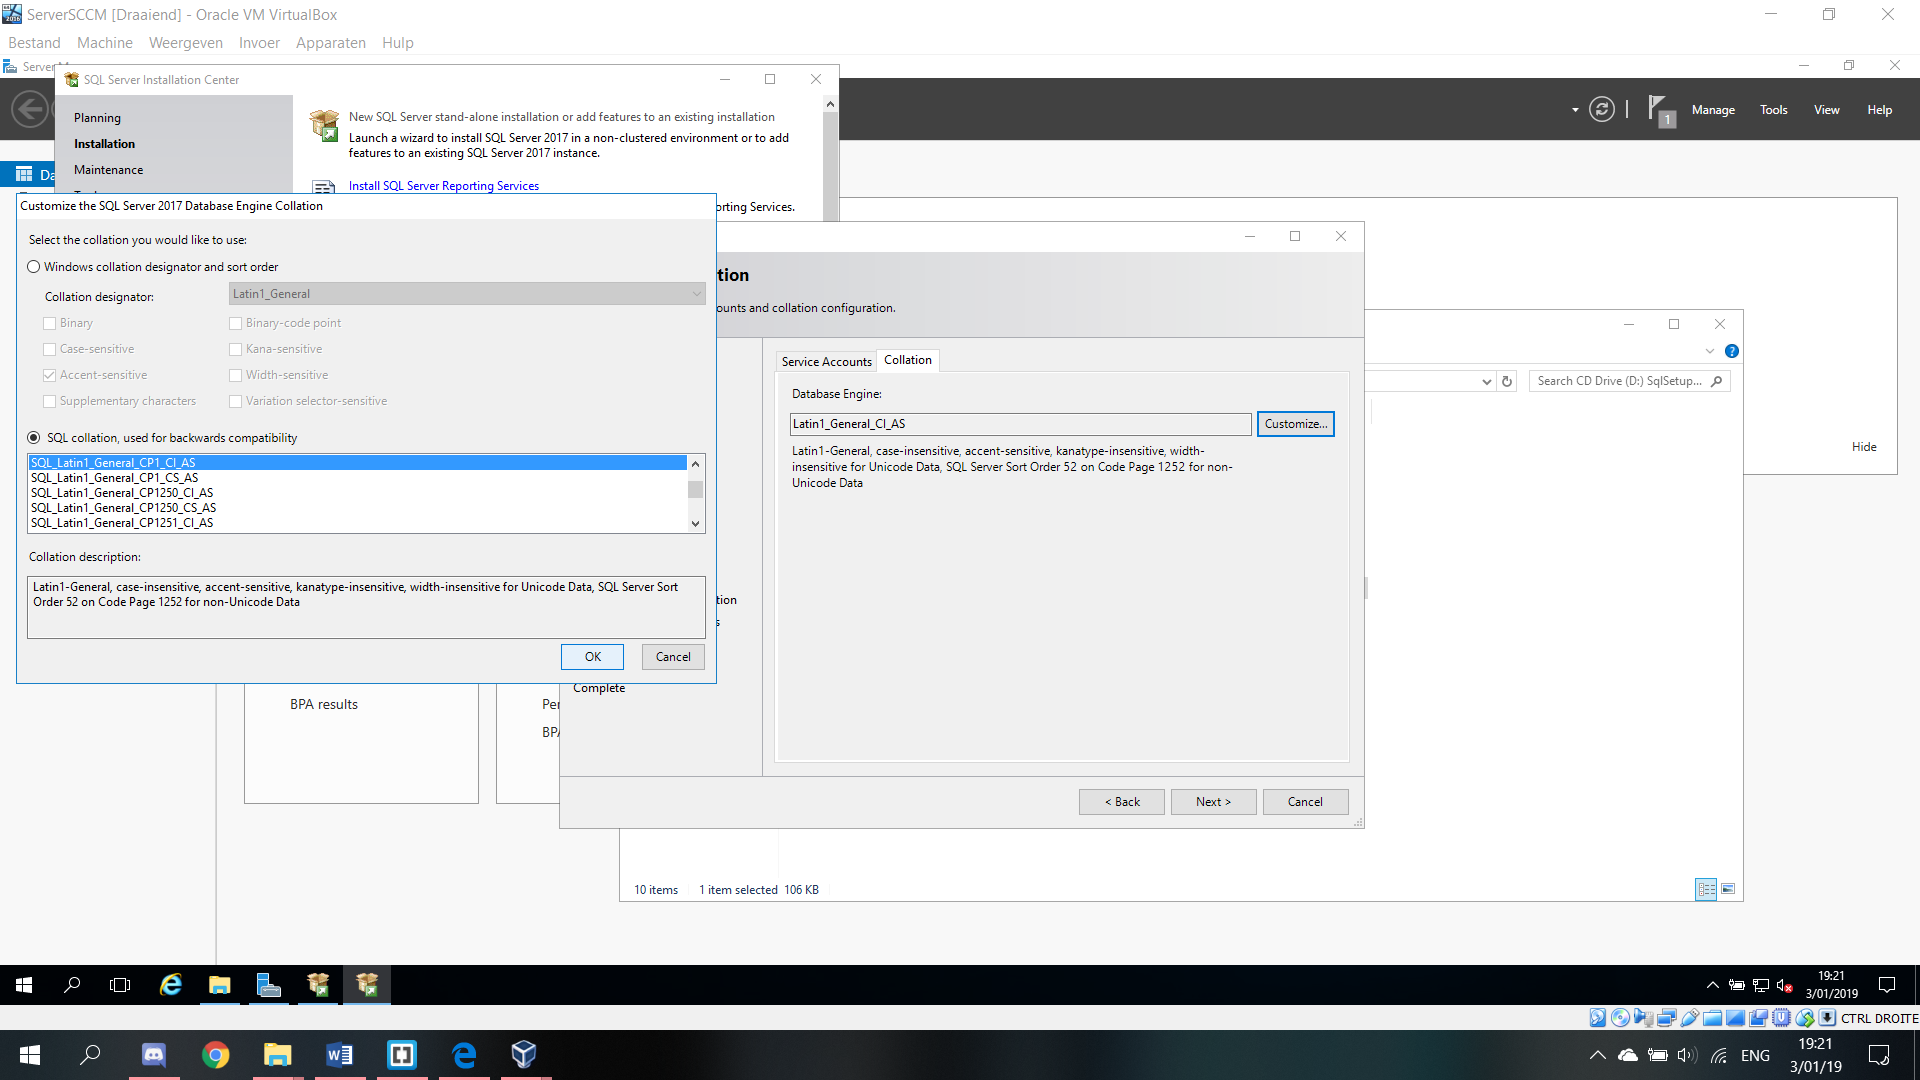 ServerSCCM [Draaiend] - Oracle VM VirtualBox
Bestand Machine Weergeven Invoer Apparaten Hulp
Server
SQL Server Installation Center
Manage Tools View Help
1
Planning
Installation
Maintenance
New SQL Server stand-alone installation or add features to an existing installation
Launch a wizard to install SQL Server 2017 in a non-clustered environment or to add
features to an existing SQL Server 2017 instance.
Install SQL Server Reporting Services
orting Services.
Da
Customize the SQL Server 2017 Database Engine Collation
Select the collation you would like to use:
Windows collation designator and sort order
Collation designator:
Latin1_General
Binary
Binary-code point
Case-sensitive
Kana-sensitive
Accent-sensitive
Width-sensitive
Supplementary characters
Variation selector-sensitive
SQL collation, used for backwards compatibility
SQL_Latin1_General_CP1_CI_AS
SQL_Latin1_General_CP1_CS_AS
SQL_Latin1_General_CP1250_CI_AS
SQL_Latin1_General_CP1250_CS_AS
SQL_Latin1_General_CP1251_CI_AS
Collation description:
Latin1-General, case-insensitive, accent-sensitive, kanatype-insensitive, width-insensitive for Unicode Data, SQL Server Sort
Order 52 on Code Page 1252 for non-Unicode Data
OK
Cancel
tion
ounts and collation configuration.
Service Accounts
Collation
Database Engine:
Latin1_General_CI_AS
Customize...
Latin1-General, case-insensitive, accent-sensitive, kanatype-insensitive, width-
insensitive for Unicode Data, SQL Server Sort Order 52 on Code Page 1252 for non-
Unicode Data
tion
s
Complete
< Back
Next >
Cancel
Search CD Drive (D:) SqlSetup...
Hide
BPA results
Per
BPA
10 items
1 item selected 106 KB
19:21
3/01/2019
CTRL DROITE
ENG
19:21
3/01/19